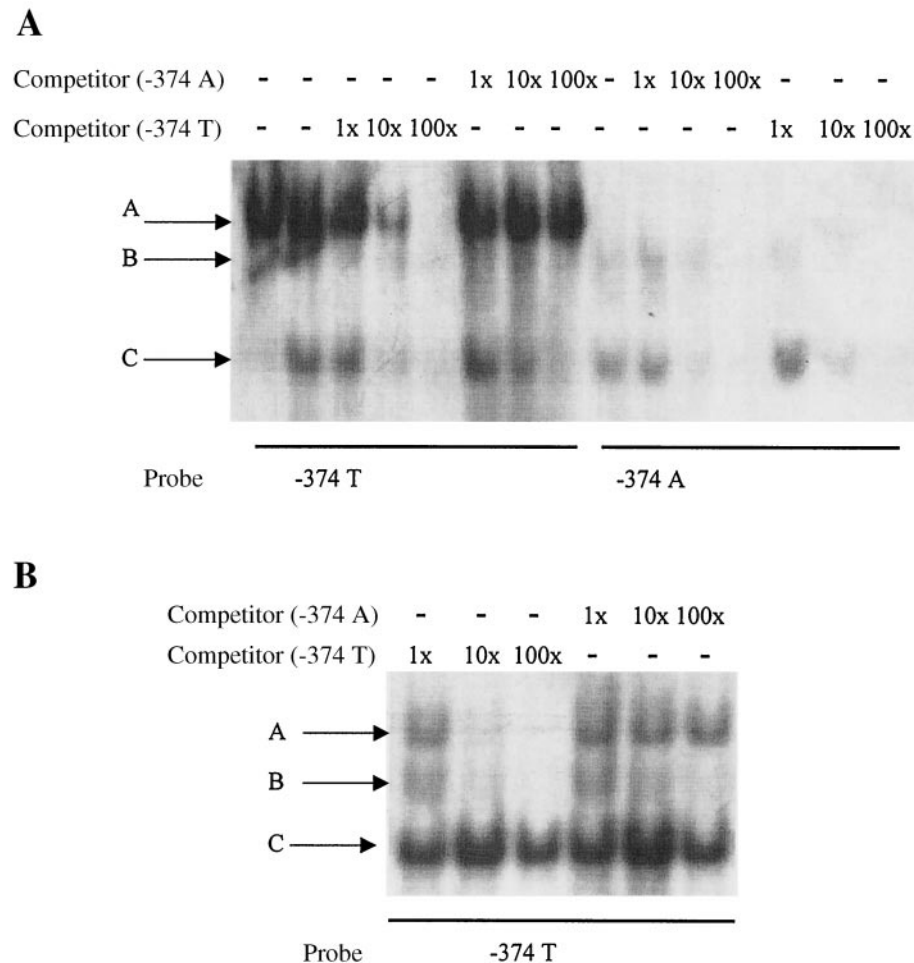 A
Competitor (-374 A) - - - - - 1x 10x 100x - 1x 10x 100x - - -
Competitor (-374 T) - - 1x 10x 100x - - - - - - - 1x 10x 100x
A
B
C
Probe -374 T -374 A
B
Competitor (-374 A) - - - 1x 10x 100x
Competitor (-374 T) 1x 10x 100x - - -
A
B
C
Probe -374 T